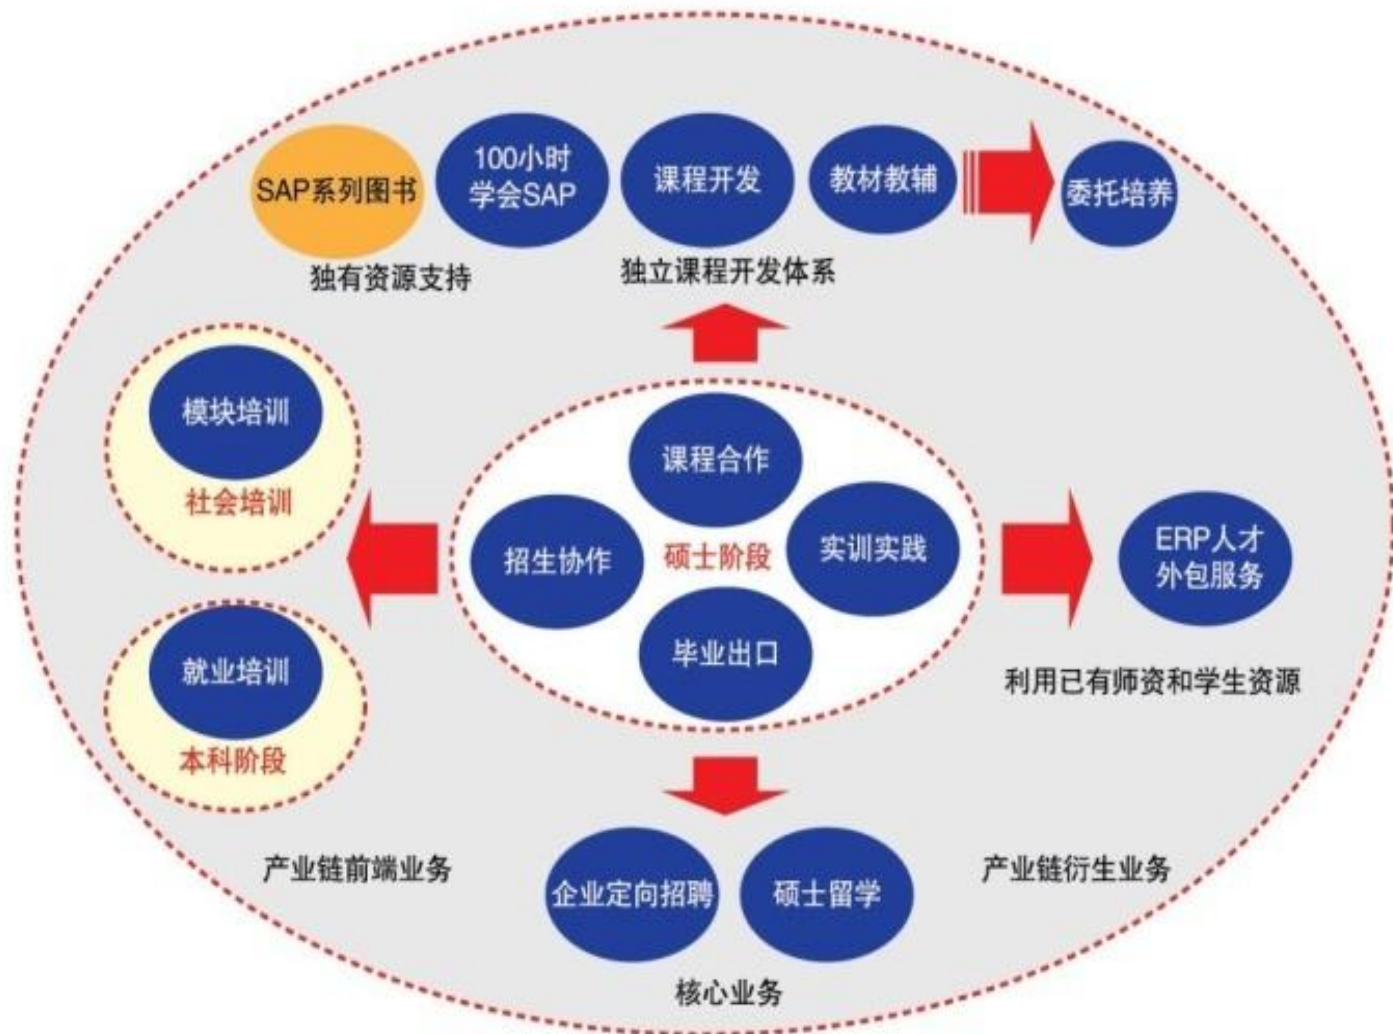 SAP系列图书
100小时
学会SAP
课程开发
教材教辅
委托培养
独有资源支持
独立课程开发体系
模块培训
社会培训
课程合作
招生协作
硕士阶段
实训实践
毕业出口
ERP人才
外包服务
就业培训
本科阶段
利用已有师资和学生资源
产业链前端业务
企业定向招聘
硕士留学
产业链衍生业务
核心业务